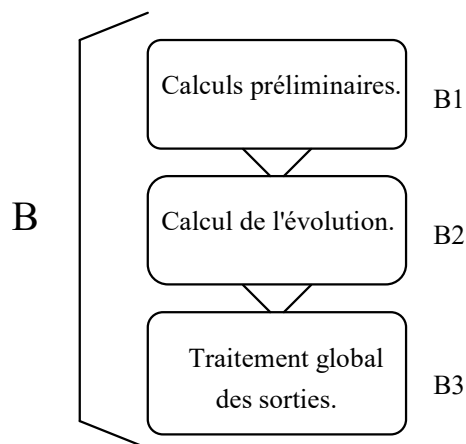 Calculs préliminaires.
B1
B
Calcul de l'évolution.
B2
Traitement global
des sorties.
B3